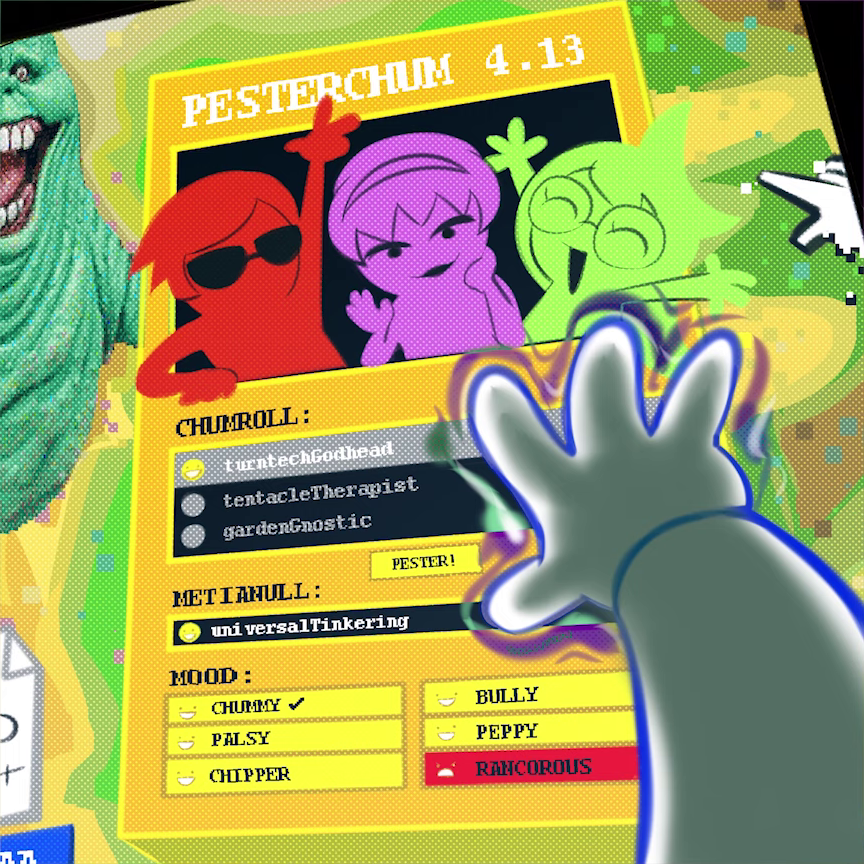 PESTERCHUM 4.13
CHUMROLL:
turntechGodhead
tentacleTherapist
gardenGnostic
PESTER!
METIANULL:
universalTinkering
MOOD:
CHUMMY ✔
PALSY
CHIPPER
BULLY
PEPPY
RANCOROUS